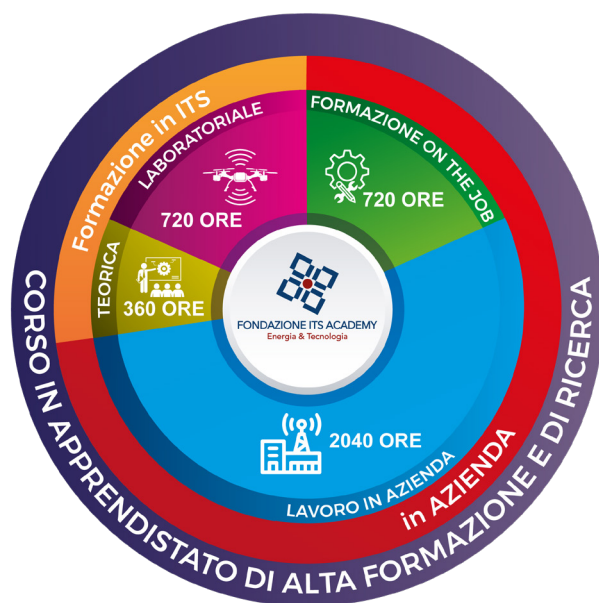 CORSO IN APPRENDISTATO DI ALTA FORMAZIONE E DI RICERCA
Formazione in ITS
LABORATORIALE
720 ORE
FORMAZIONE ON THE JOB
720 ORE
TEORICA
360 ORE
FONDAZIONE ITS ACADEMY
Energia & Tecnologia
2040 ORE
LAVORO IN AZIENDA
in AZIENDA